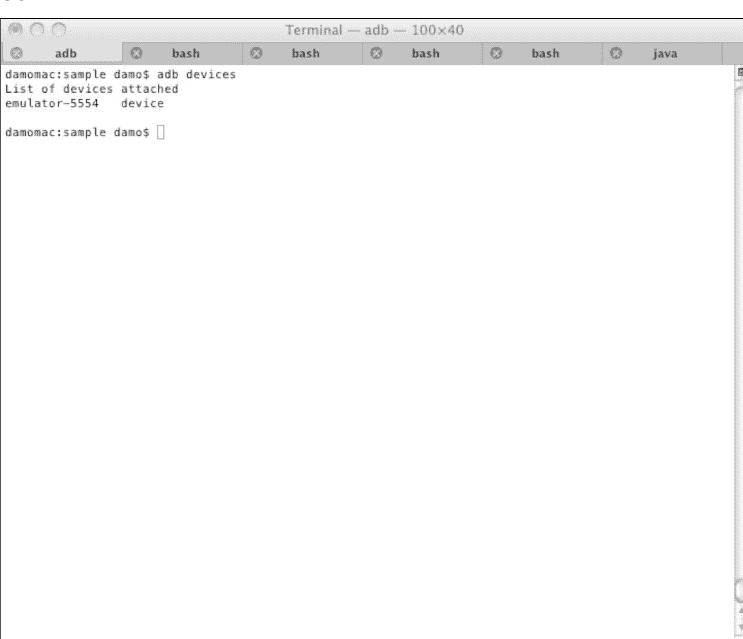 Terminal — adb — 100×40
adb bash bash bash bash java
damomac:sample damo$ adb devices
List of devices attached
emulator-5554 device
damomac:sample damo$